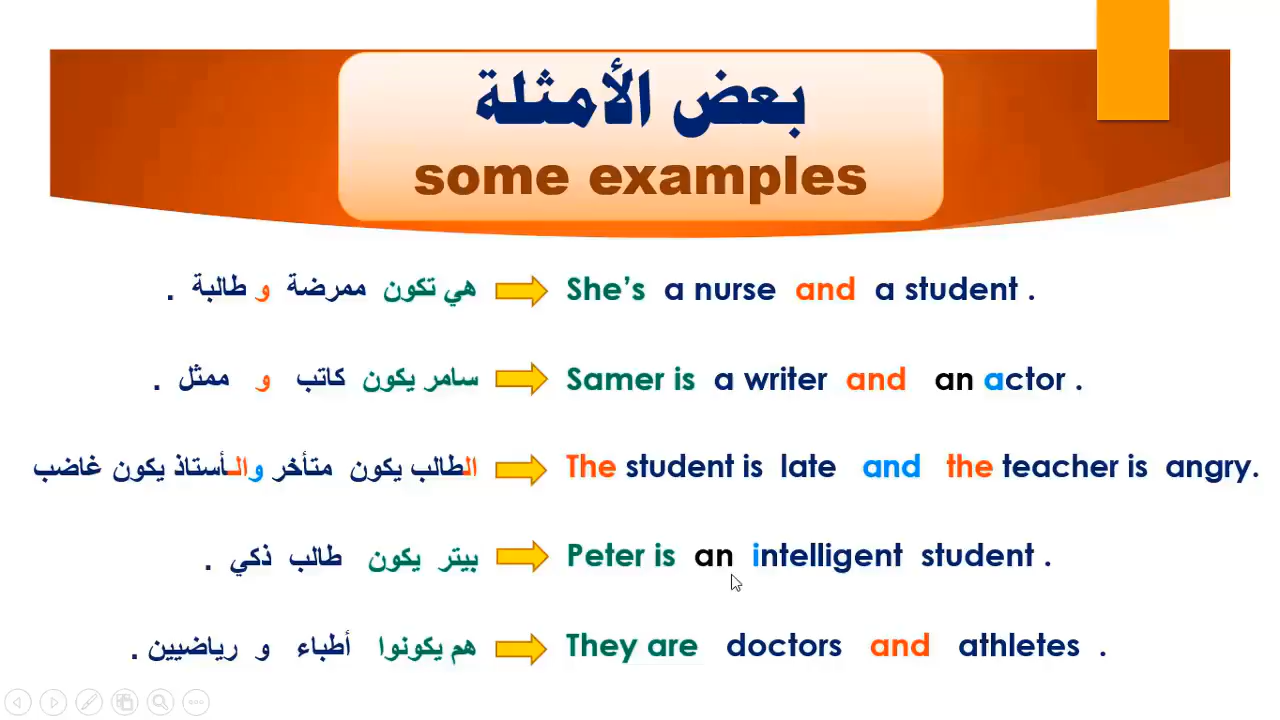 بعض الأمثلة
some examples
هي تكون ممرضة و طالبة . She's a nurse and a student .
سامر يكون كاتب و ممثل . Samer is a writer and an actor .
الطالب يكون متأخر والـأستاذ يكون غاضب The student is late and the teacher is angry.
بيتر يكون طالب ذكي . Peter is an intelligent student .
هم يكونوا أطباء و رياضيين . They are doctors and athletes .